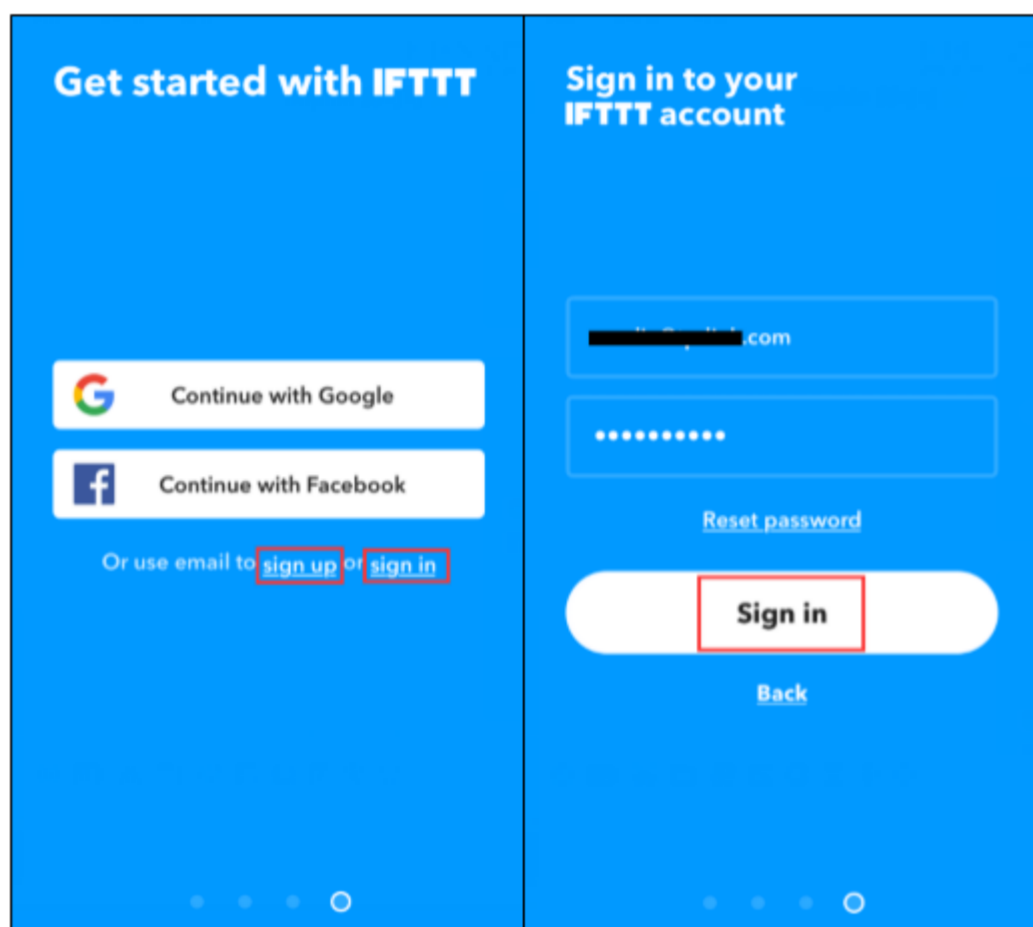 Get started with IFTTT
Continue with Google
Continue with Facebook
Or use email to sign up or sign in
Sign in to your
IFTTT account
.com
••••••••••
Reset password
Sign in
Back